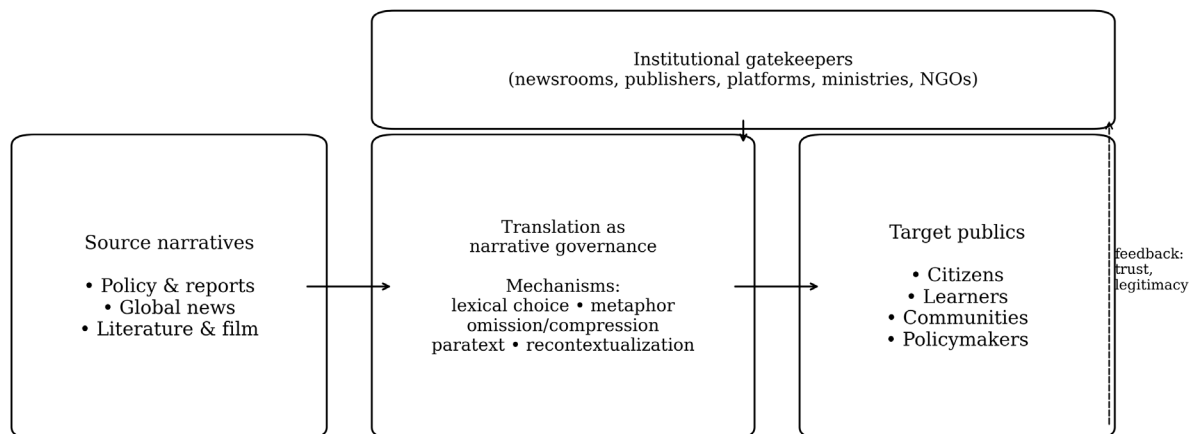 Institutional gatekeepers
(newsrooms, publishers, platforms, ministries, NGOs)
Source narratives
• Policy & reports
• Global news
• Literature & film
Translation as
narrative governance
Mechanisms:
lexical choice • metaphor
omission/compression
paratext • recontextualization
Target publics
• Citizens
• Learners
• Communities
• Policymakers
feedback:
trust,
legitimacy